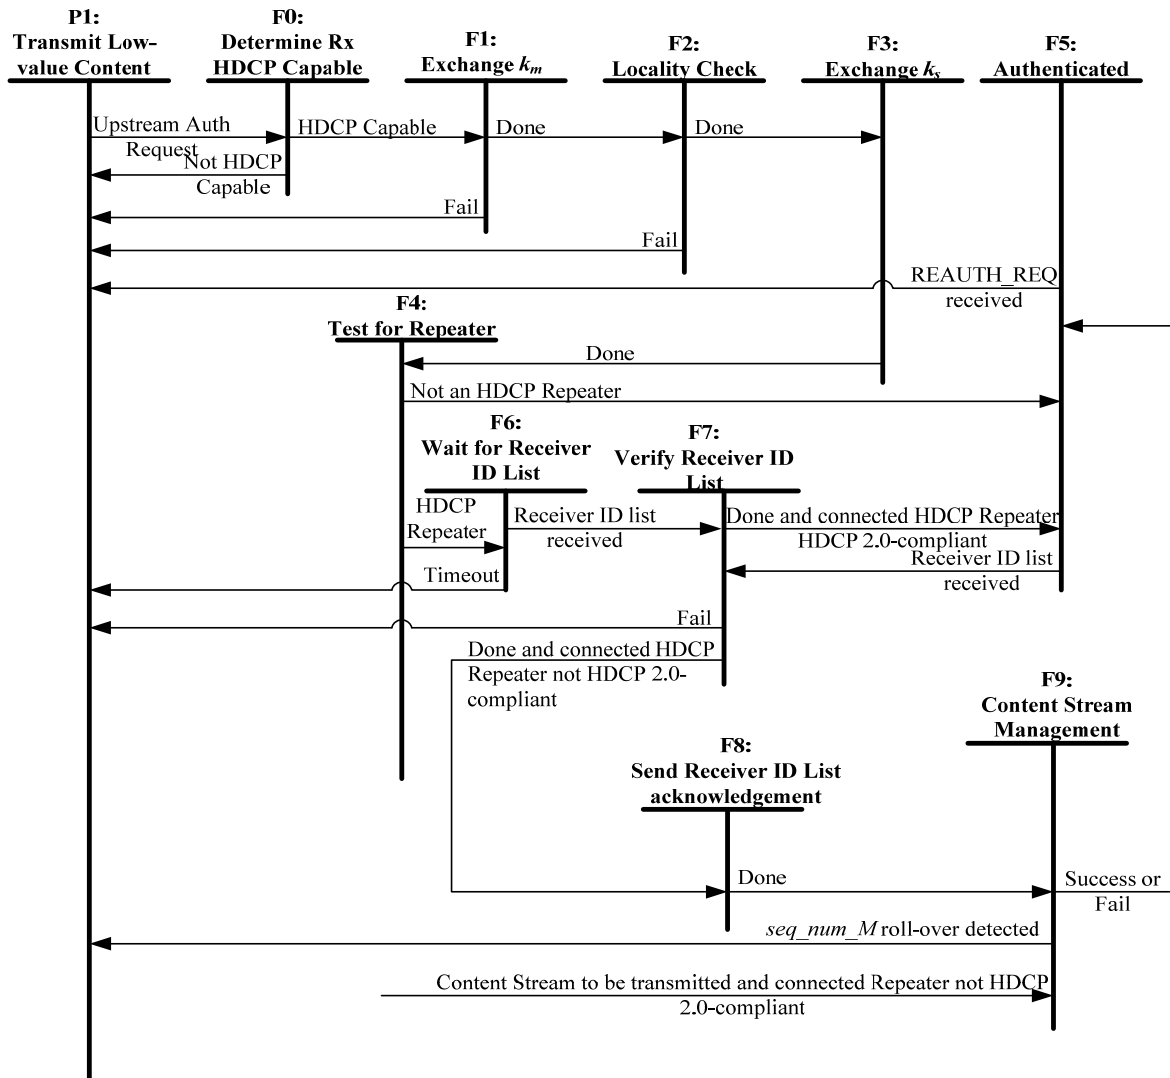 P1:
Transmit Low-
value Content
F0:
Determine Rx
HDCP Capable
F1:
Exchange km
F2:
Locality Check
F3:
Exchange ks
F5:
Authenticated
Upstream Auth
Request
HDCP Capable
Done
Done
Not HDCP
Capable
Fail
Fail
REAUTH_REQ
received
F4:
Test for Repeater
Done
Not an HDCP Repeater
F6:
Wait for Receiver
ID List
F7:
Verify Receiver ID
List
HDCP
Repeater
Receiver ID list
received
Done and connected HDCP Repeater
HDCP 2.0-compliant
Receiver ID list
received
Timeout
Fail
Done and connected HDCP
Repeater not HDCP 2.0-
compliant
F9:
Content Stream
Management
F8:
Send Receiver ID List
acknowledgement
Done
Success or
Fail
seq_num_M roll-over detected
Content Stream to be transmitted and connected Repeater not HDCP
2.0-compliant